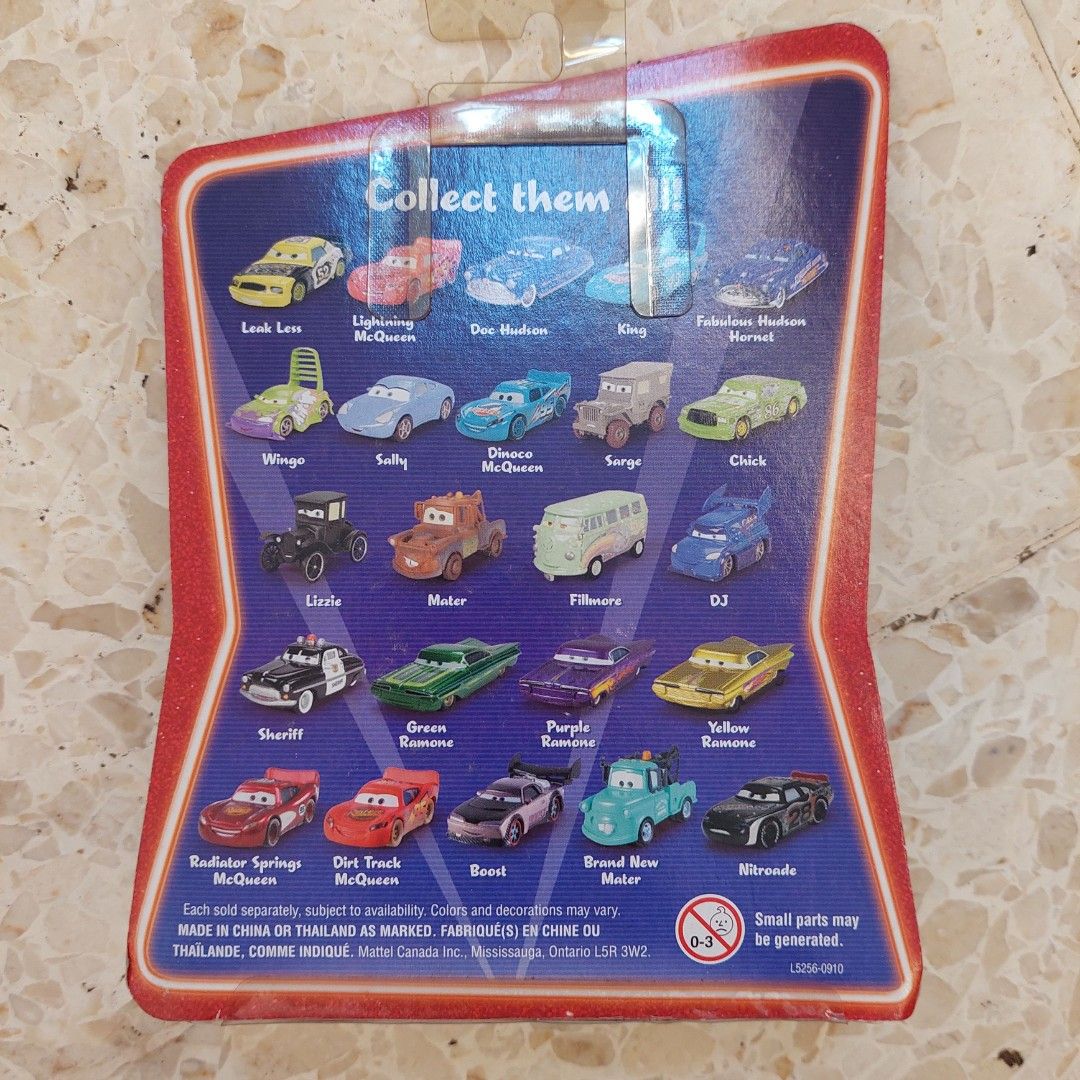 Collect them
Leak Less
Lightning
McQueen
Doc Hudson
King
Fabulous Hudson
Hornet
Wingo
Sally
Dinoco
McQueen
Sarge
Chick
Lizzie
Mater
Fillmore
DJ
Sheriff
Green
Ramone
Purple
Ramone
Yellow
Ramone
Radiator Springs
McQueen
Dirt Track
McQueen
Boost
Brand New
Mater
Nitroade
Each sold separately, subject to availability. Colors and decorations may vary.
MADE IN CHINA OR THAILAND AS MARKED. FABRIQUÉ(S) EN CHINE OU
THAÏLANDE, COMME INDIQUÉ. Mattel Canada Inc., Mississauga, Ontario L5R 3W2.
0-3
Small parts may
be generated.
L5256-0910
52
86